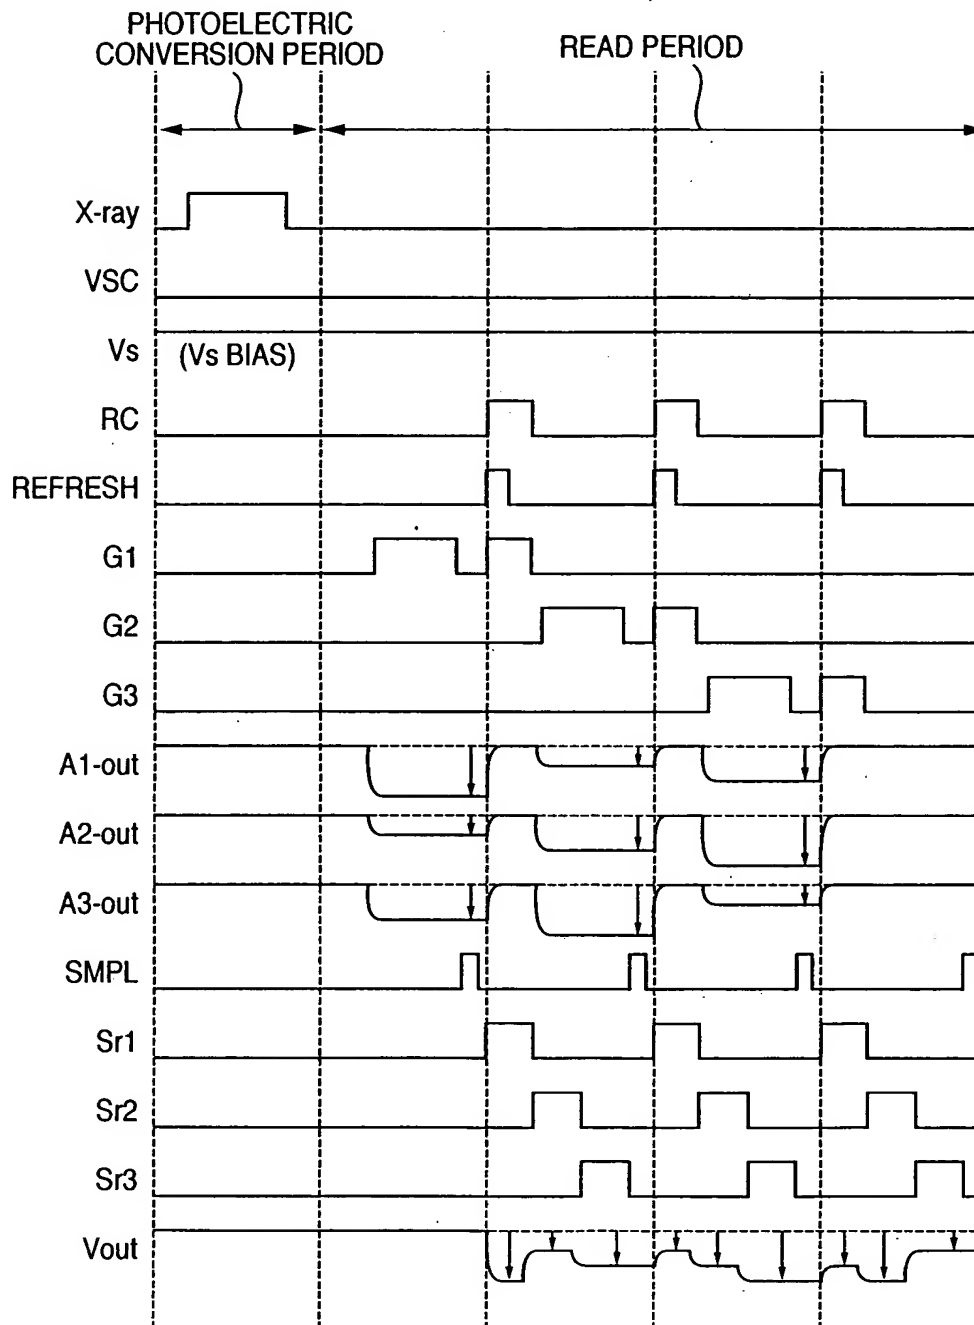 PHOTOELECTRIC
CONVERSION PERIOD
READ PERIOD
X-ray
VSC
Vs
(Vs BIAS)
RC
REFRESH
G1
G2
G3
A1-out
A2-out
A3-out
SMPL
Sr1
Sr2
Sr3
Vout